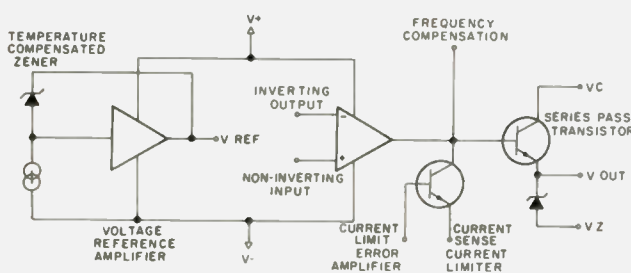 TEMPERATURE
COMPENSATED
ZENER
V+
FREQUENCY
COMPENSATION
INVERTING
OUTPUT
V REF
NON-INVERTING
INPUT
VC
SERIES PASS
TRANSISTOR
V OUT
VZ
VOLTAGE
REFERENCE
AMPLIFIER
V-
CURRENT
LIMIT
ERROR
AMPLIFIER
CURRENT
SENSE
CURRENT
LIMITER
-
+